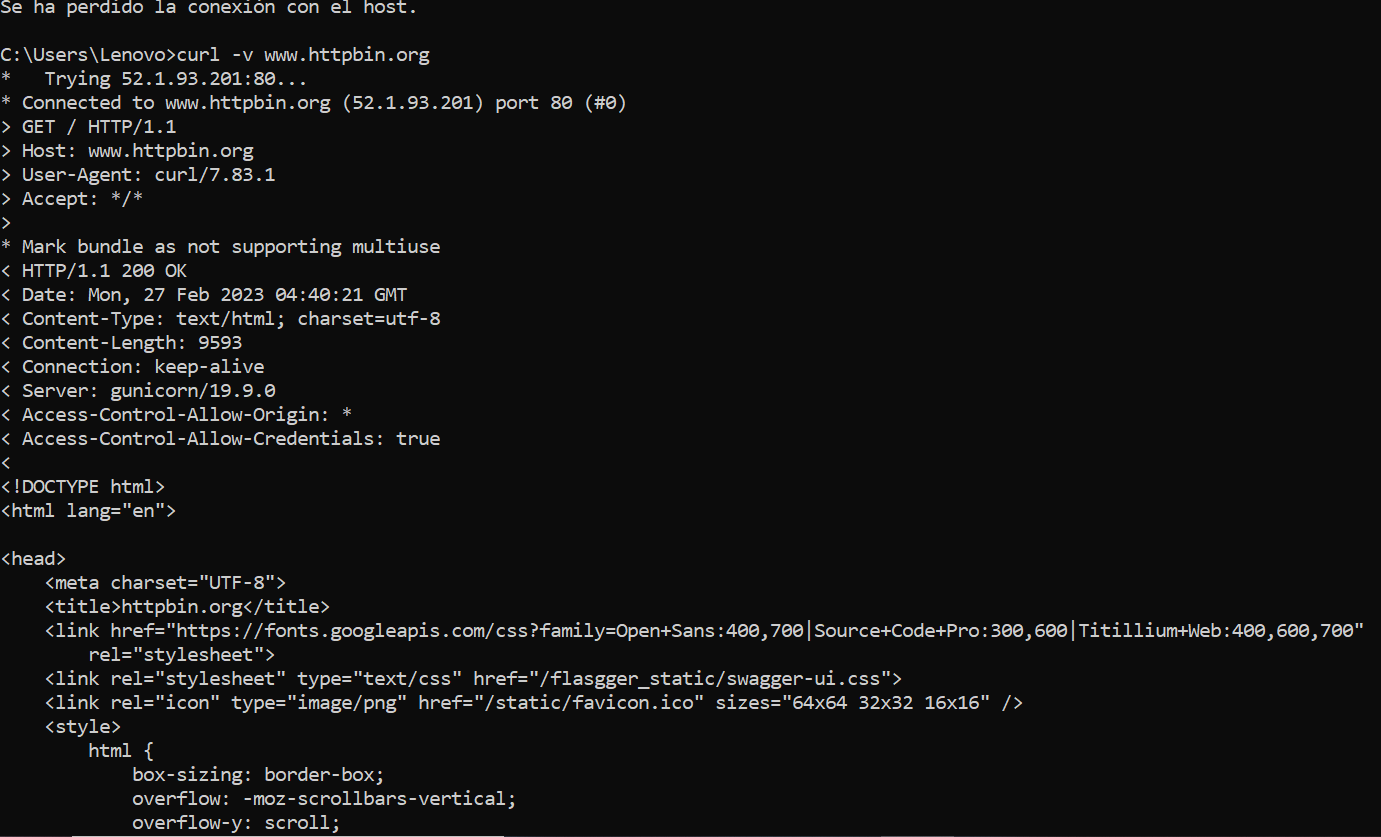 Se ha perdido la conexión con el host.
C:\Users\Lenovo>curl -v www.httpbin.org
*   Trying 52.1.93.201:80...
* Connected to www.httpbin.org (52.1.93.201) port 80 (#0)
> GET / HTTP/1.1
> Host: www.httpbin.org
> User-Agent: curl/7.83.1
> Accept: */*
>
* Mark bundle as not supporting multiuse
< HTTP/1.1 200 OK
< Date: Mon, 27 Feb 2023 04:40:21 GMT
< Content-Type: text/html; charset=utf-8
< Content-Length: 9593
< Connection: keep-alive
< Server: gunicorn/19.9.0
< Access-Control-Allow-Origin: *
< Access-Control-Allow-Credentials: true
<
<!DOCTYPE html>
<html lang="en">
<head>
    <meta charset="UTF-8">
    <title>httpbin.org</title>
    <link href="https://fonts.googleapis.com/css?family=Open+Sans:400,700|Source+Code+Pro:300,600|Titillium+Web:400,600,700"
        rel="stylesheet">
    <link rel="stylesheet" type="text/css" href="/flasgger_static/swagger-ui.css">
    <link rel="icon" type="image/png" href="/static/favicon.ico" sizes="64x64 32x32 16x16" />
    <style>
        html {
            box-sizing: border-box;
            overflow: -moz-scrollbars-vertical;
            overflow-y: scroll;